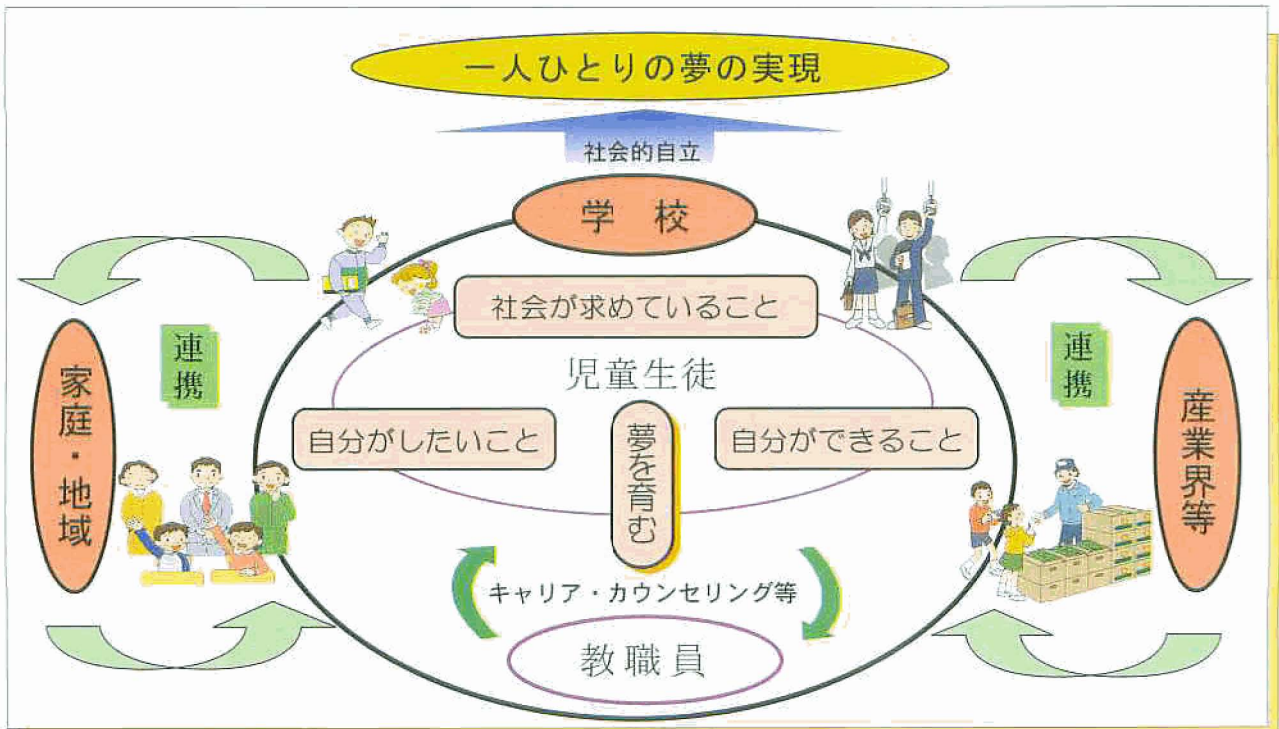 一人ひとりの夢の実現
社会的自立
学校
社会が求めていること
児童生徒
連携
連携
家庭・地域
産業界等
自分がしたいこと
夢を育む
自分ができること
キャリア・カウンセリング等
教職員